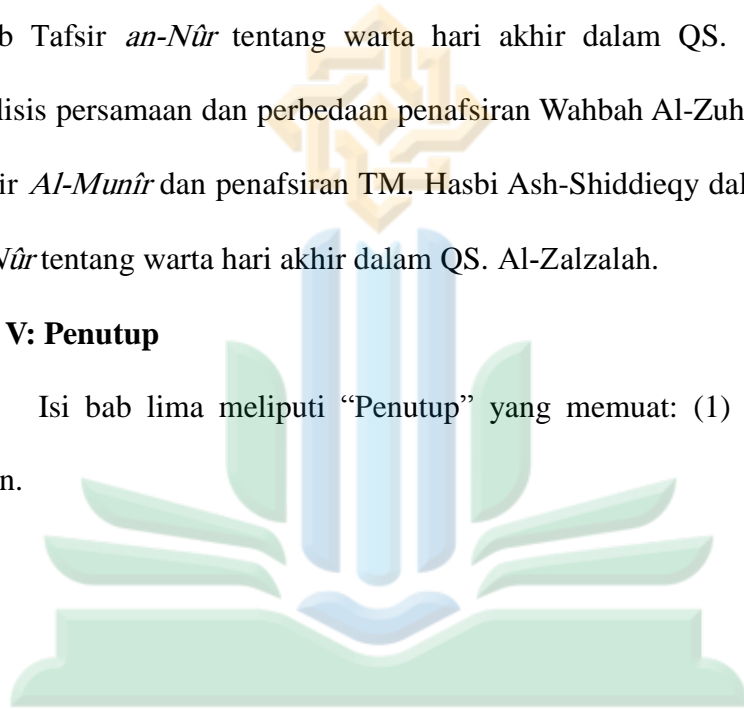 b Tafsir an-Nûr tentang warta hari akhir dalam QS.
lisis persamaan dan perbedaan penafsiran Wahbah Al-Zuh
ir Al-Munîr dan penafsiran TM. Hasbi Ash-Shiddieqy dal
Nûr tentang warta hari akhir dalam QS. Al-Zalzalah.
V: Penutup
Isi bab lima meliputi “Penutup” yang memuat: (1)
n.